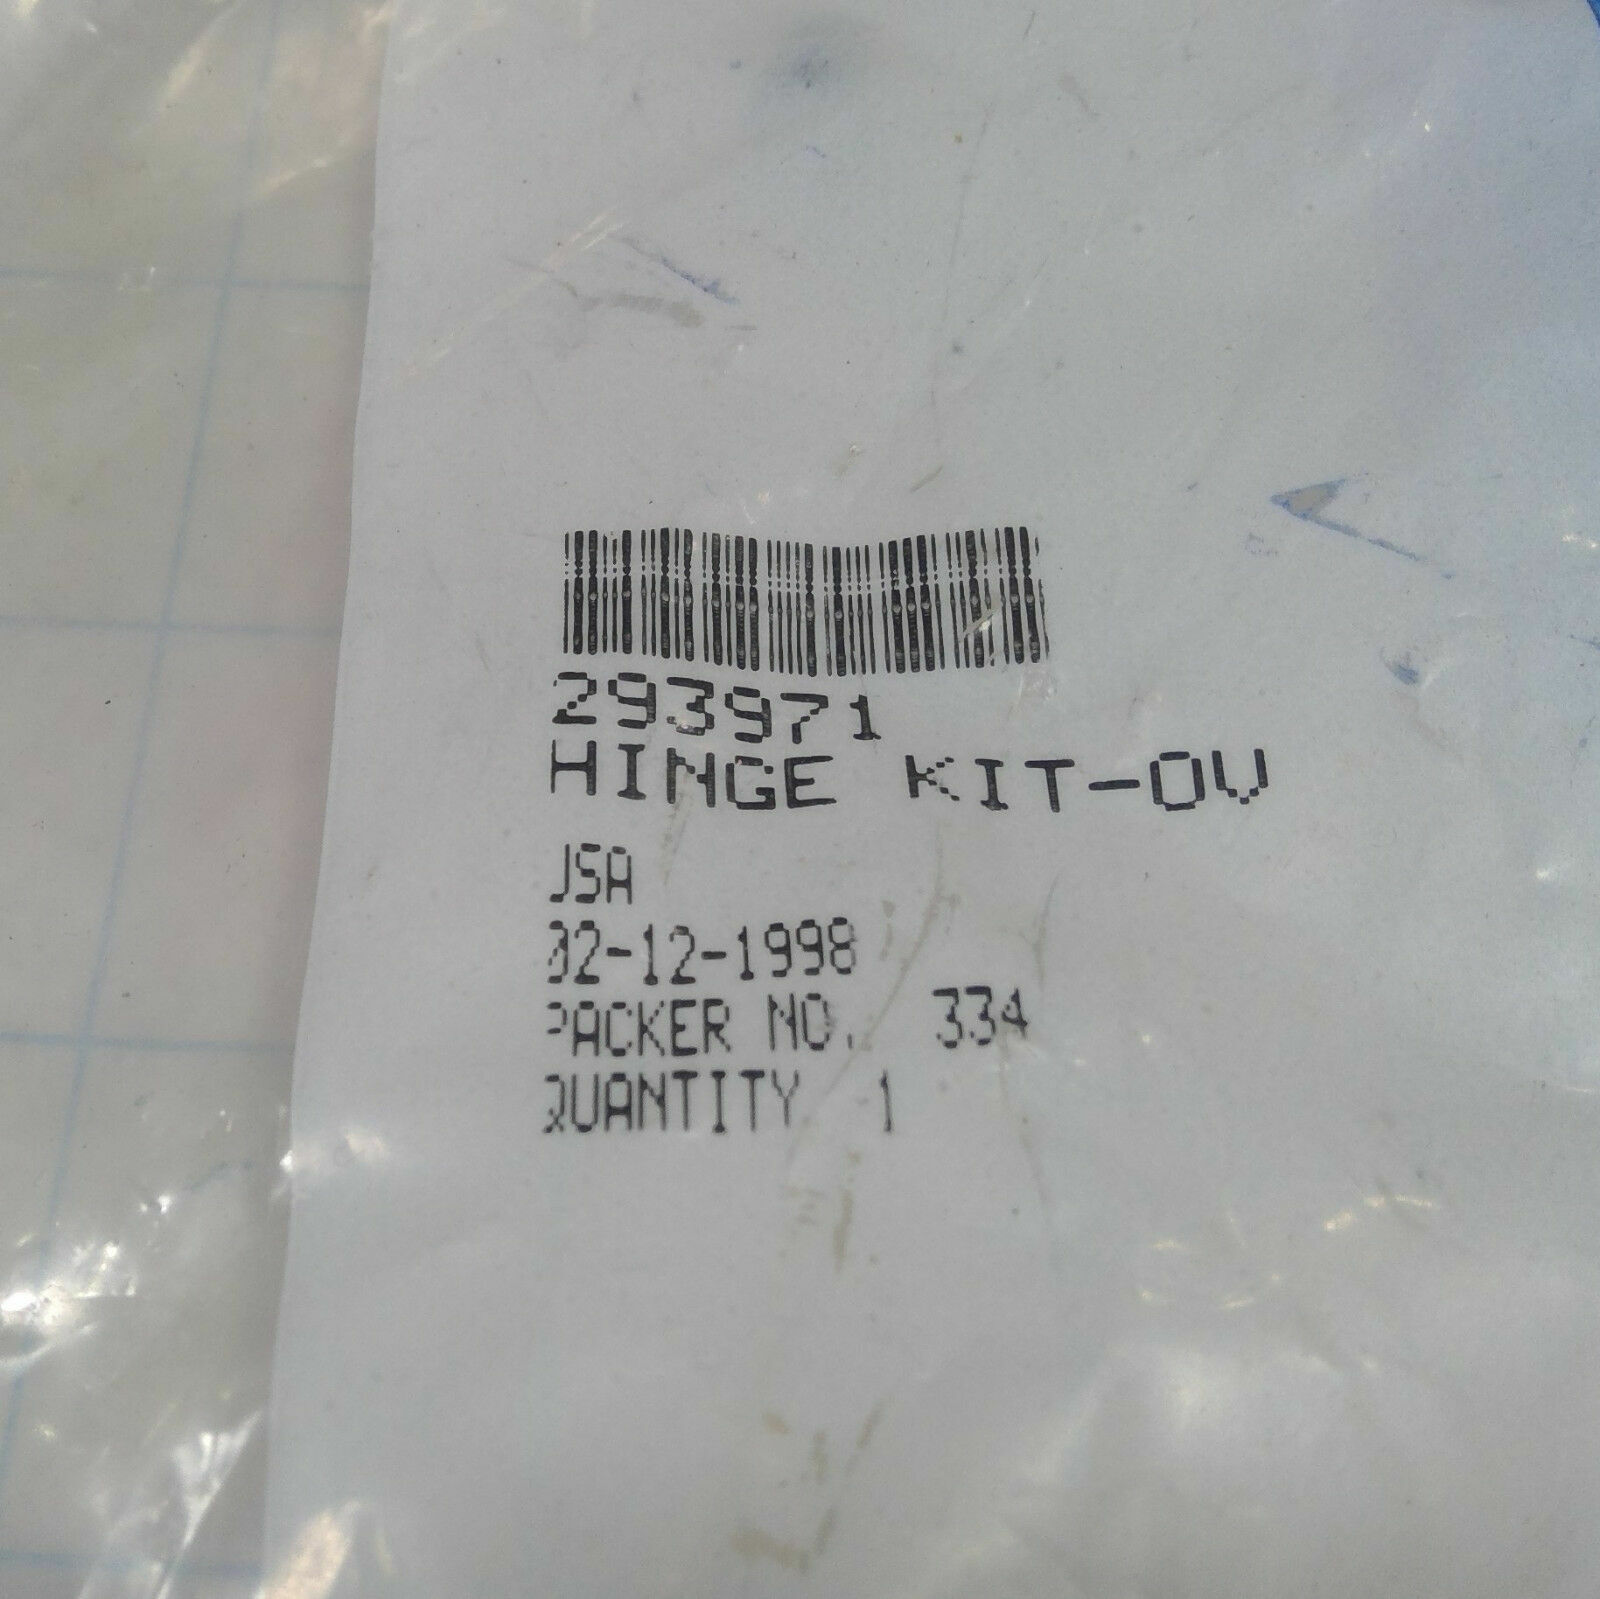 293971
HINGE KIT-OV
USA
02-12-1998
PACKER NO. 334
QUANTITY 1